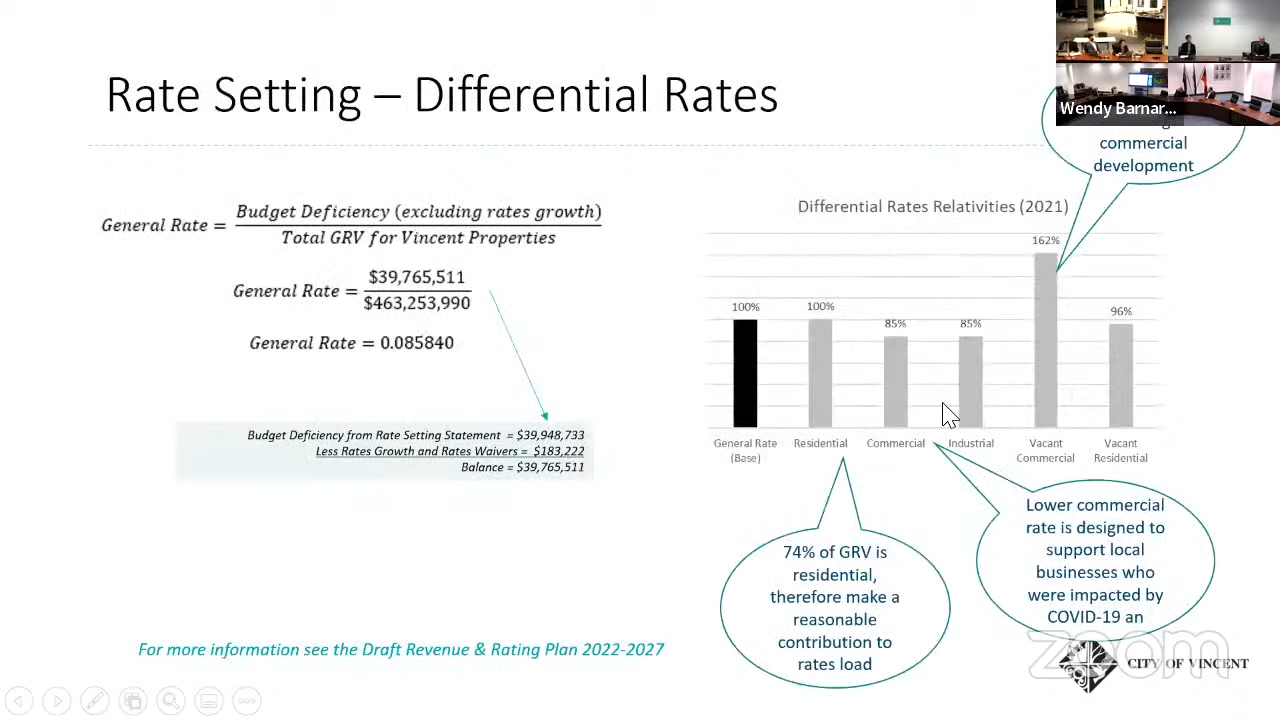 Rate Setting – Differential Rates
Wendy Barnar...
commercial
development
General Rate = Budget Deficiency (excluding rates growth)
Total GRV for Vincent Properties
General Rate = $39,765,511
$463,253,990
General Rate = 0.085840
Budget Deficiency from Rate Setting Statement = $39,948,733
Less Rates Growth and Rates Waivers = $183,222
Balance = $39,765,511
Differential Rates Relativities (2021)
100%
100%
85%
85%
162%
96%
General Rate
(Base)
Residential
Commercial
Industrial
Vacant
Commercial
Vacant
Residential
74% of GRV is
residential,
therefore make a
reasonable
contribution to
rates load
Lower commercial
rate is designed to
support local
businesses who
were impacted by
COVID-19 an
For more information see the Draft Revenue & Rating Plan 2022-2027
zoom
CITY OF VINCENT